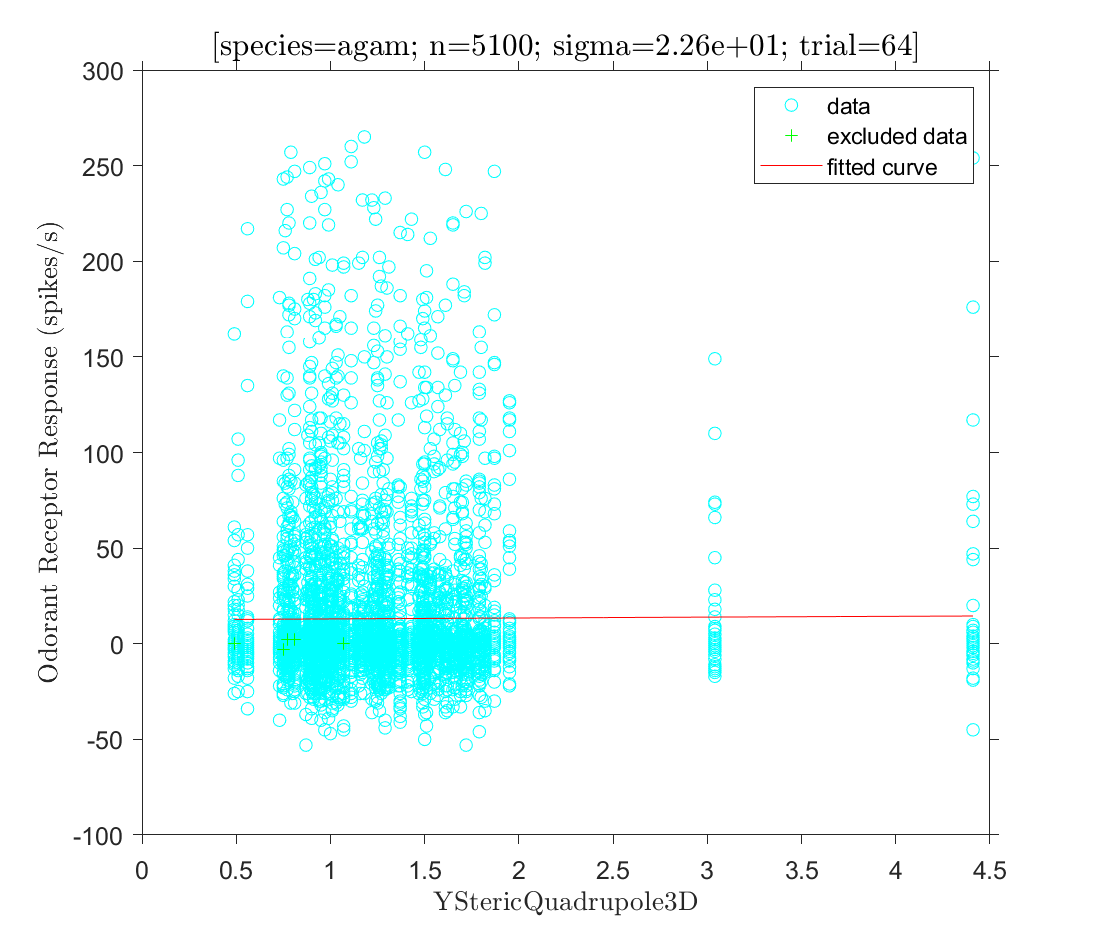 [species=agam; n=5100; sigma=2.26e+01; trial=64]
300
250
200
150
100
50
0
-50
-100
Odorant Receptor Response (spikes/s)
data
excluded data
fitted curve
0 0.5 1 1.5 2 2.5 3 3.5 4 4.5
YStericQuadrupole3D